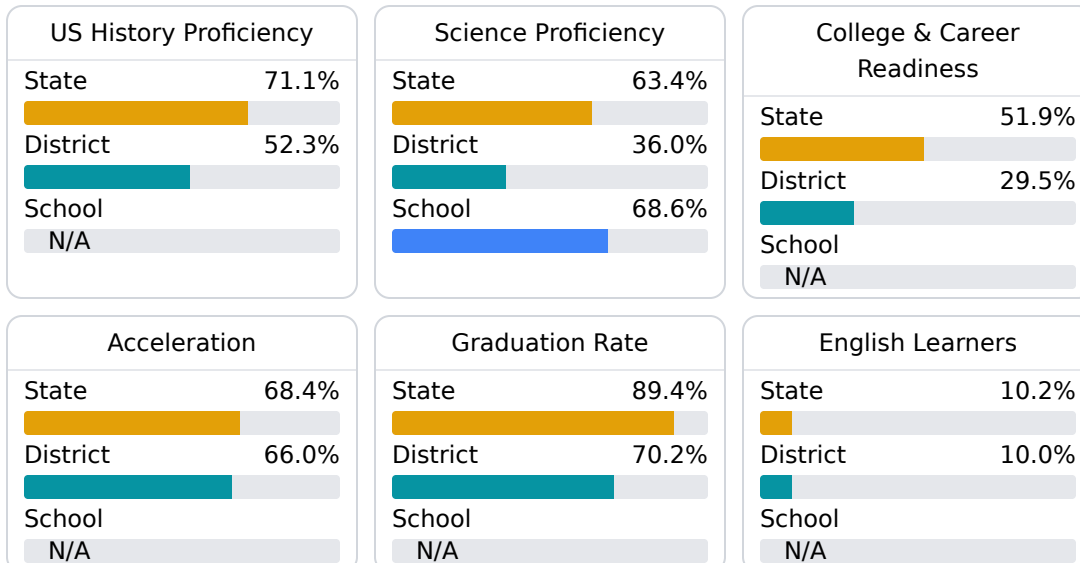 US History Proficiency
State 71.1%
District 52.3%
School
N/A
Science Proficiency
State 63.4%
District 36.0%
School 68.6%
College & Career
Readiness
State 51.9%
District 29.5%
School
N/A
Acceleration
State 68.4%
District 66.0%
School
N/A
Graduation Rate
State 89.4%
District 70.2%
School
N/A
English Learners
State 10.2%
District 10.0%
School
N/A